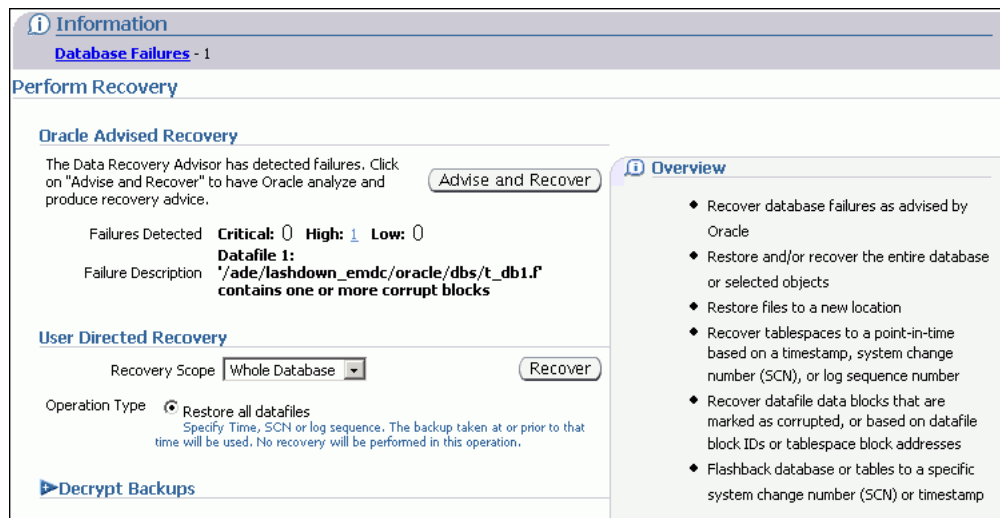 Information
Database Failures - 1
Perform Recovery
Oracle Advised Recovery
The Data Recovery Advisor has detected failures. Click
on "Advise and Recover" to have Oracle analyze and
produce recovery advice.
Advise and Recover
Failures Detected Critical: 0 High: 1 Low: 0
Failure Description Datafile 1:
'/ade/lashdown_emdc/oracle/dbs/t_db1.f'
contains one or more corrupt blocks
User Directed Recovery
Recovery Scope Whole Database Recover
Operation Type Restore all datafiles
Specify Time, SCN or log sequence. The backup taken at or prior to that
time will be used. No recovery will be performed in this operation.
Decrypt Backups
Overview
Recover database failures as advised by
Oracle
Restore and/or recover the entire database
or selected objects
Restore files to a new location
Recover tablespaces to a point-in-time
based on a timestamp, system change
number (SCN), or log sequence number
Recover datafile data blocks that are
marked as corrupted, or based on datafile
block IDs or tablespace block addresses
Flashback database or tables to a specific
system change number (SCN) or timestamp